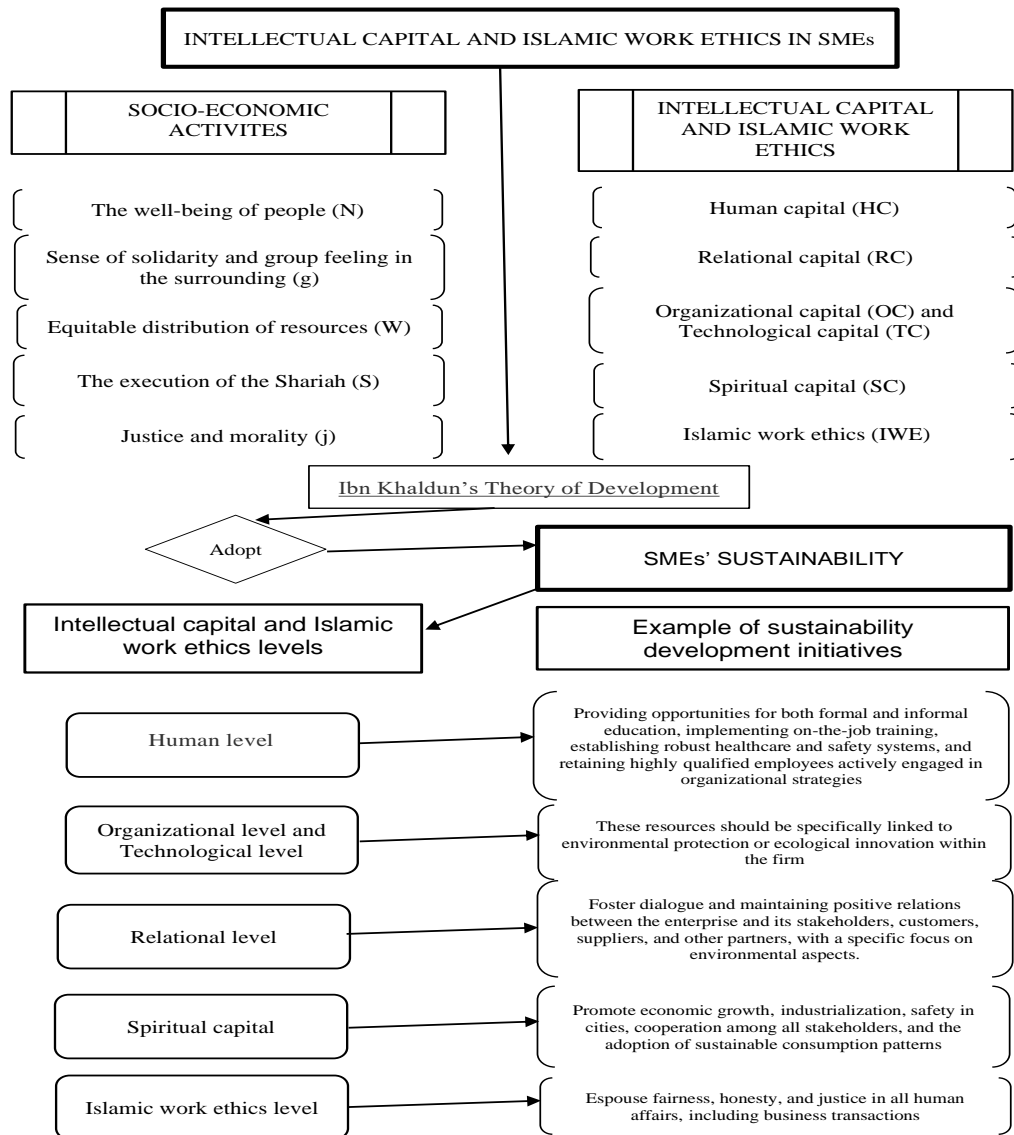 INTELLECTUAL CAPITAL AND ISLAMIC WORK ETHICS IN SMEs
SOCIO-ECONOMIC
ACTIVITES
INTELLECTUAL CAPITAL
AND ISLAMIC WORK
ETHICS
The well-being of people (N)
Human capital (HC)
Sense of solidarity and group feeling in
the surrounding (g)
Relational capital (RC)
Equitable distribution of resources (W)
Organizational capital (OC) and
Technological capital (TC)
The execution of the Shariah (S)
Spiritual capital (SC)
Justice and morality (j)
Islamic work ethics (IWE)
Ibn Khaldun's Theory of Development
Adopt
SMEs' SUSTAINABILITY
Intellectual capital and Islamic
work ethics levels
Example of sustainability
development initiatives
Human level
Providing opportunities for both formal and informal
education, implementing on-the-job training,
establishing robust healthcare and safety systems, and
retaining highly qualified employees actively engaged in
organizational strategies
Organizational level and
Technological level
These resources should be specifically linked to
environmental protection or ecological innovation within
the firm
Relational level
Foster dialogue and maintaining positive relations
between the enterprise and its stakeholders, customers,
suppliers, and other partners, with a specific focus on
environmental aspects.
Spiritual capital
Promote economic growth, industrialization, safety in
cities, cooperation among all stakeholders, and the
adoption of sustainable consumption patterns
Islamic work ethics level
Espouse fairness, honesty, and justice in all human
affairs, including business transactions